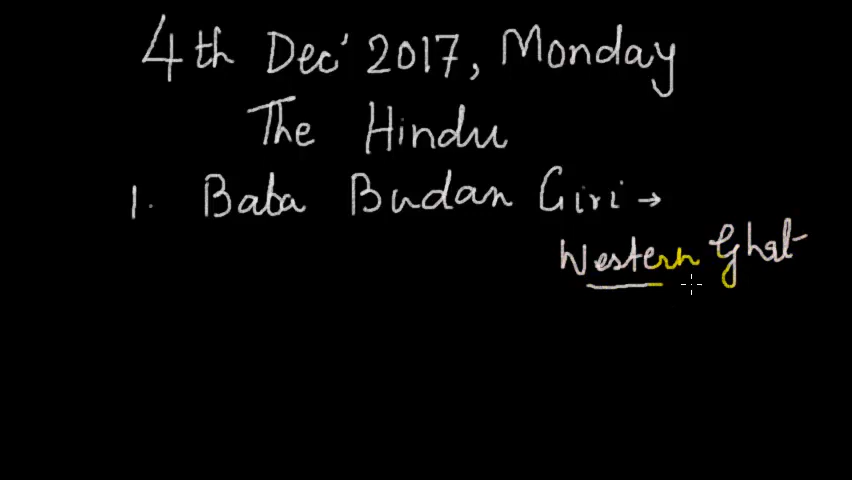 4th Dec' 2017, Monday
The Hindu
1. Baba Budan Giri →
Western Ghat